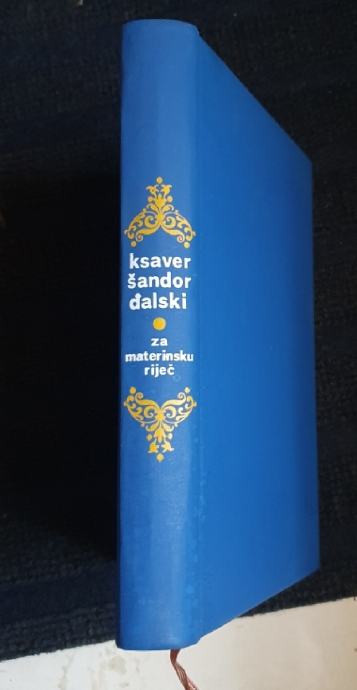 ksaver
šandor
đalski
za
materinsku
riječ